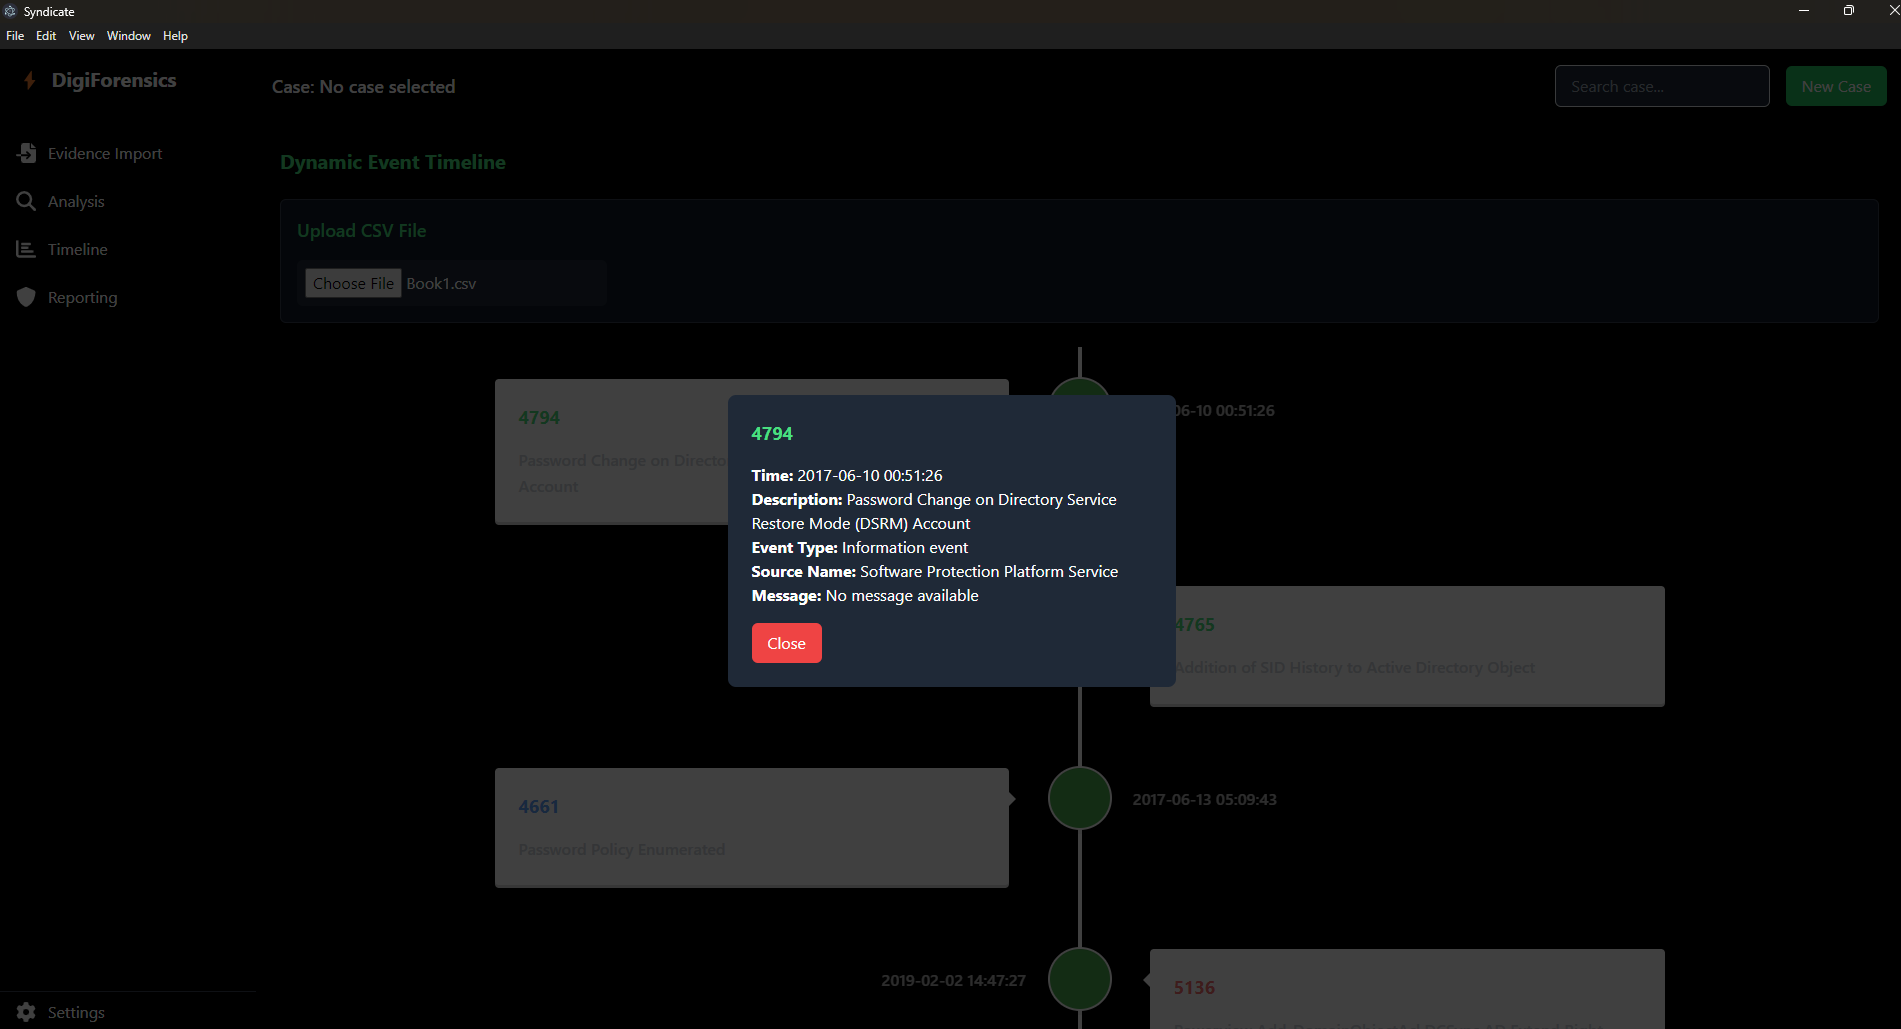 Syndicate
File Edit View Window Help
DigiForensics
Case: No case selected
Search case...
New Case
Evidence Import
Analysis
Timeline
Reporting
Settings
Dynamic Event Timeline
Upload CSV File
Choose File Book1.csv
4794
Password Change on Directo
Account
06-10 00:51:26
4794
Time: 2017-06-10 00:51:26
Description: Password Change on Directory Service
Restore Mode (DSRM) Account
Event Type: Information event
Source Name: Software Protection Platform Service
Message: No message available
Close
4765
Addition of SID History to Active Directory Object
4661
Password Policy Enumerated
2017-06-13 05:09:43
2019-02-02 14:47:27
5136